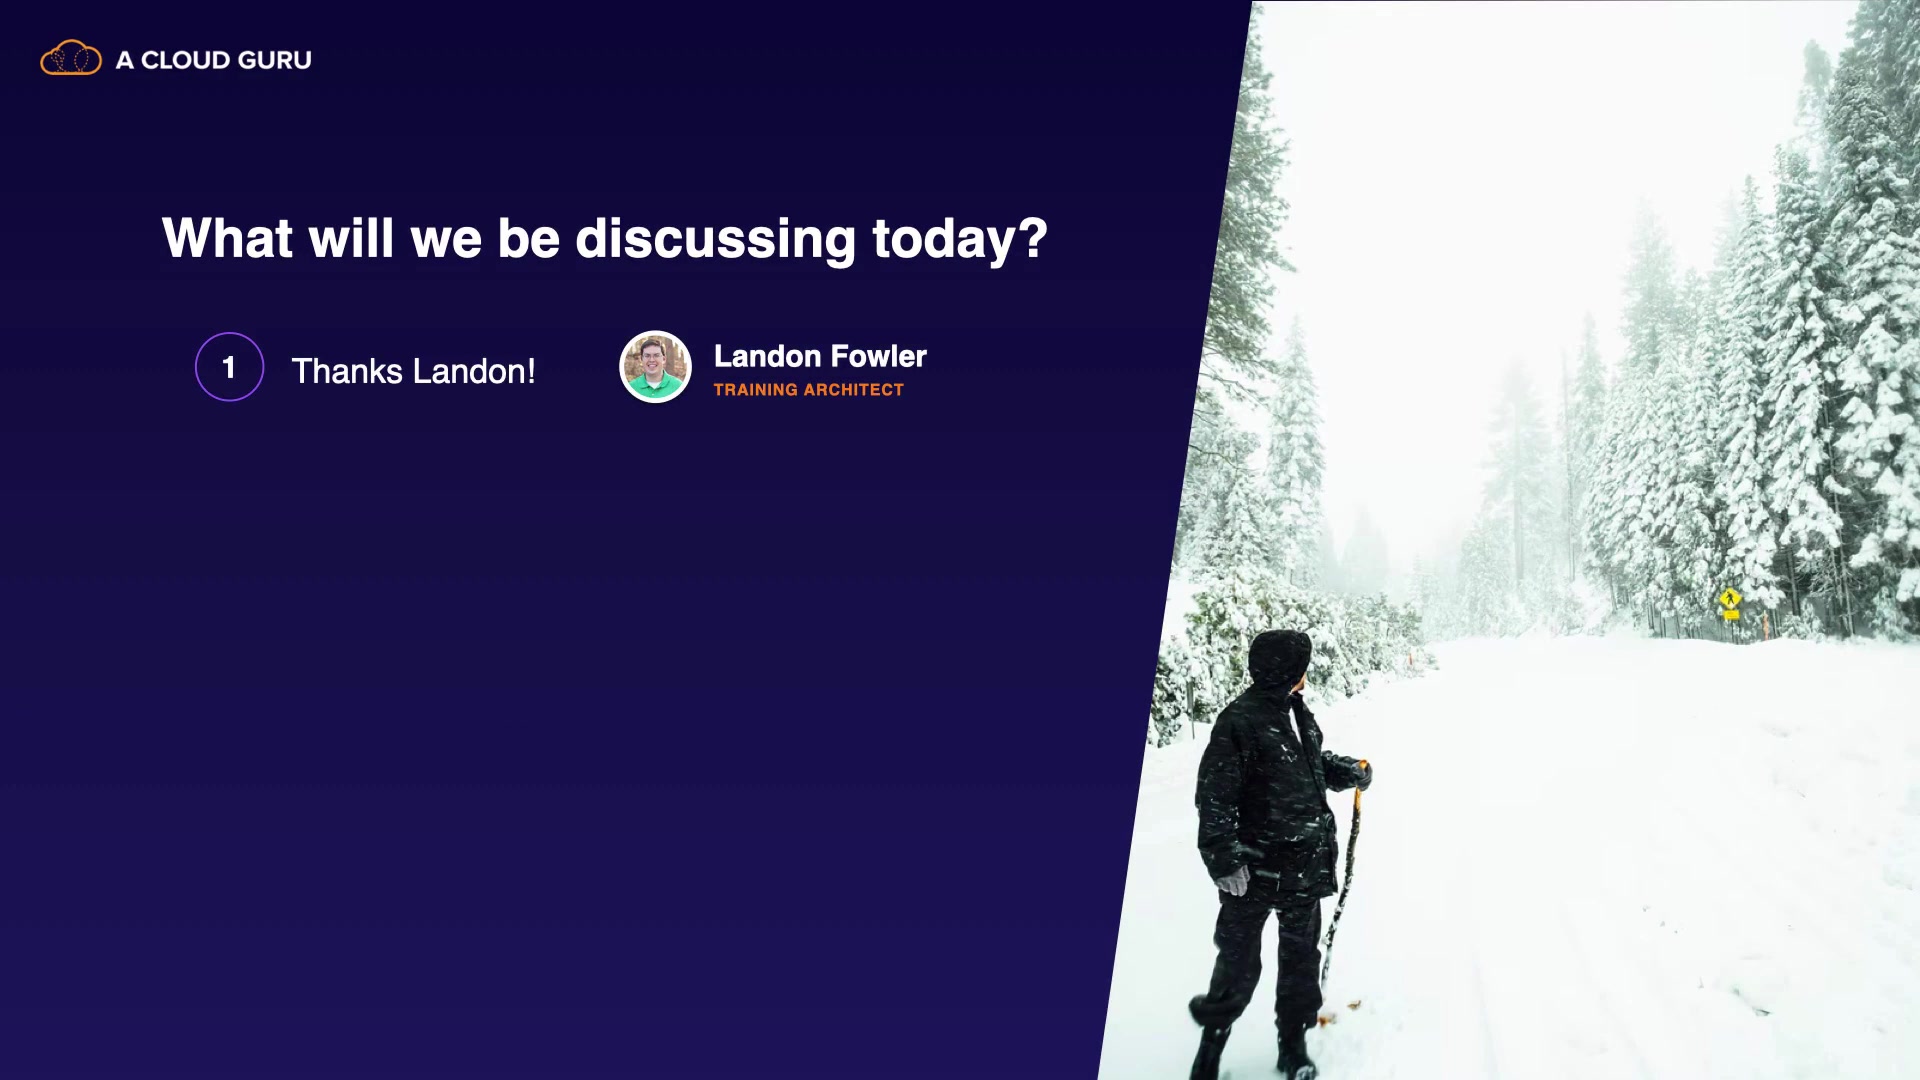 A CLOUD GURU
What will we be discussing today?
1
Thanks Landon!
Landon Fowler
TRAINING ARCHITECT